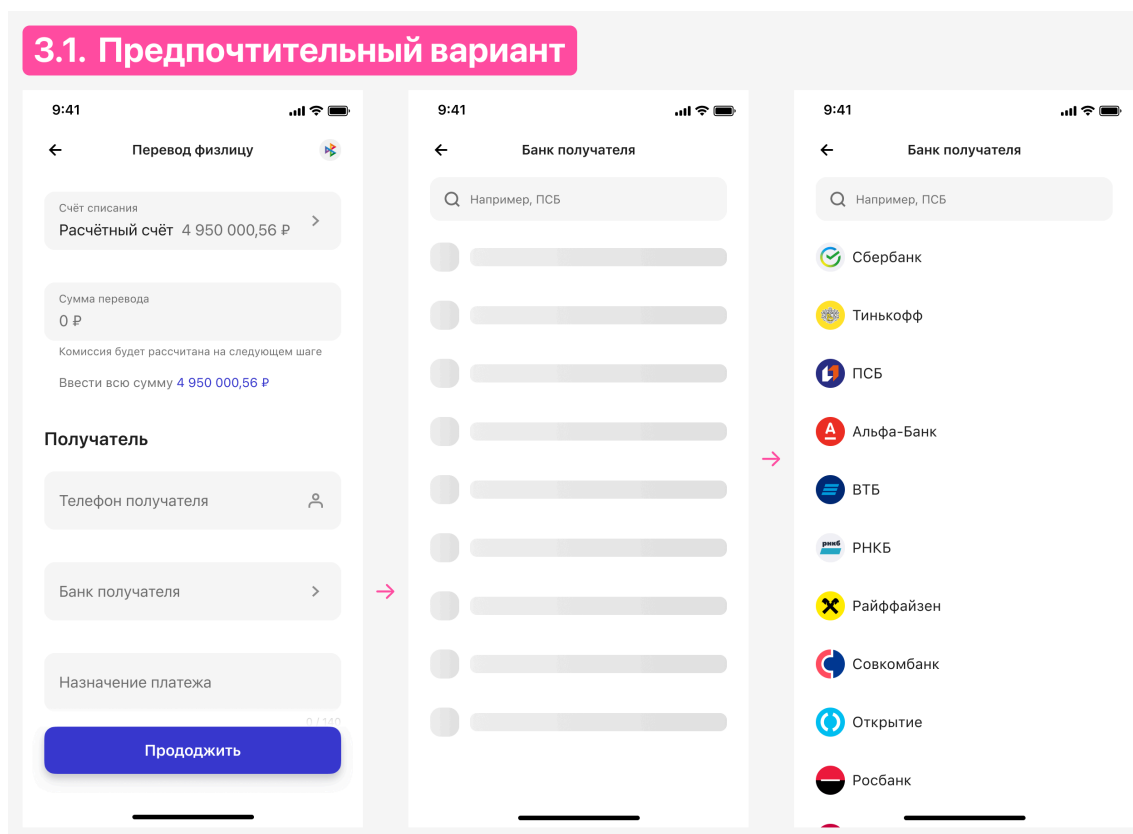 3.1. Предпочтительный вариант
9:41
Перевод физлицу
Счёт списания
Расчётный счёт 4 950 000,56 ₽
Сумма перевода
0 ₽
Комиссия будет рассчитана на следующем шаге
Ввести всю сумму 4 950 000,56 ₽
Получатель
Телефон получателя
Банк получателя
Назначение платежа
0 / 140
Прододжить
9:41
Банк получателя
Например, ПСБ
9:41
Банк получателя
Например, ПСБ
Сбербанк
Тинькофф
ПСБ
А
Альфа-Банк
ВТБ
рнкб
РНКБ
Райффайзен
Совкомбанк
Открытие
Росбанк